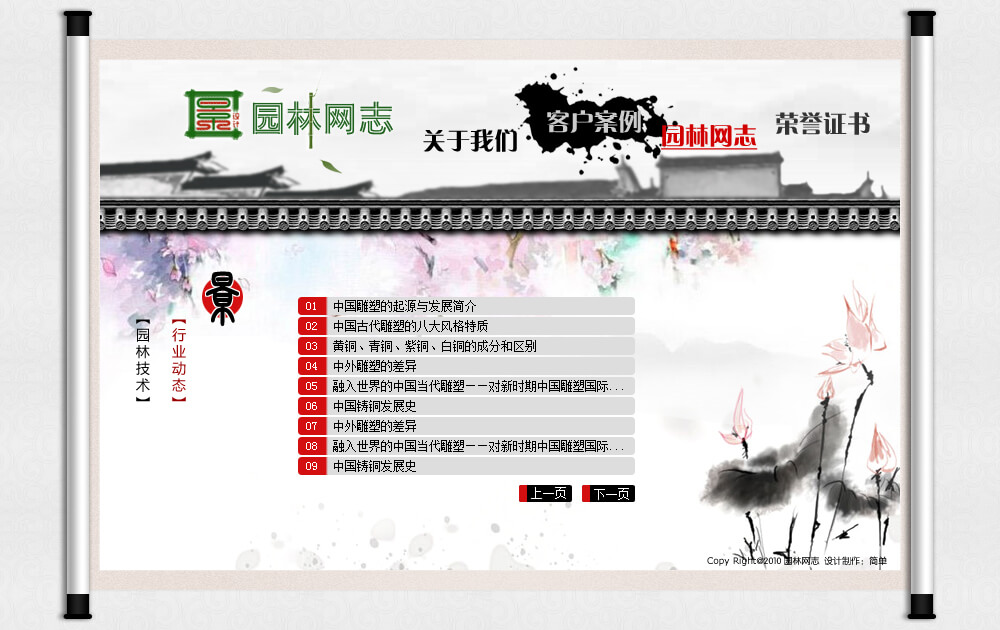 景
设计
园林网志
关于我们
客户案例
园林网志
荣誉证书
景
【行业动态】
【园林技术】
01 中国雕塑的起源与发展简介
02 中国古代雕塑的八大风格特质
03 黄铜、青铜、紫铜、白铜的成分和区别
04 中外雕塑的差异
05 融入世界的中国当代雕塑——对新时期中国雕塑国际...
06 中国铸铜发展史
07 中外雕塑的差异
08 融入世界的中国当代雕塑——对新时期中国雕塑国际...
09 中国铸铜发展史
上一页 下一页
Copy Right@2010 园林网志 设计制作：简单